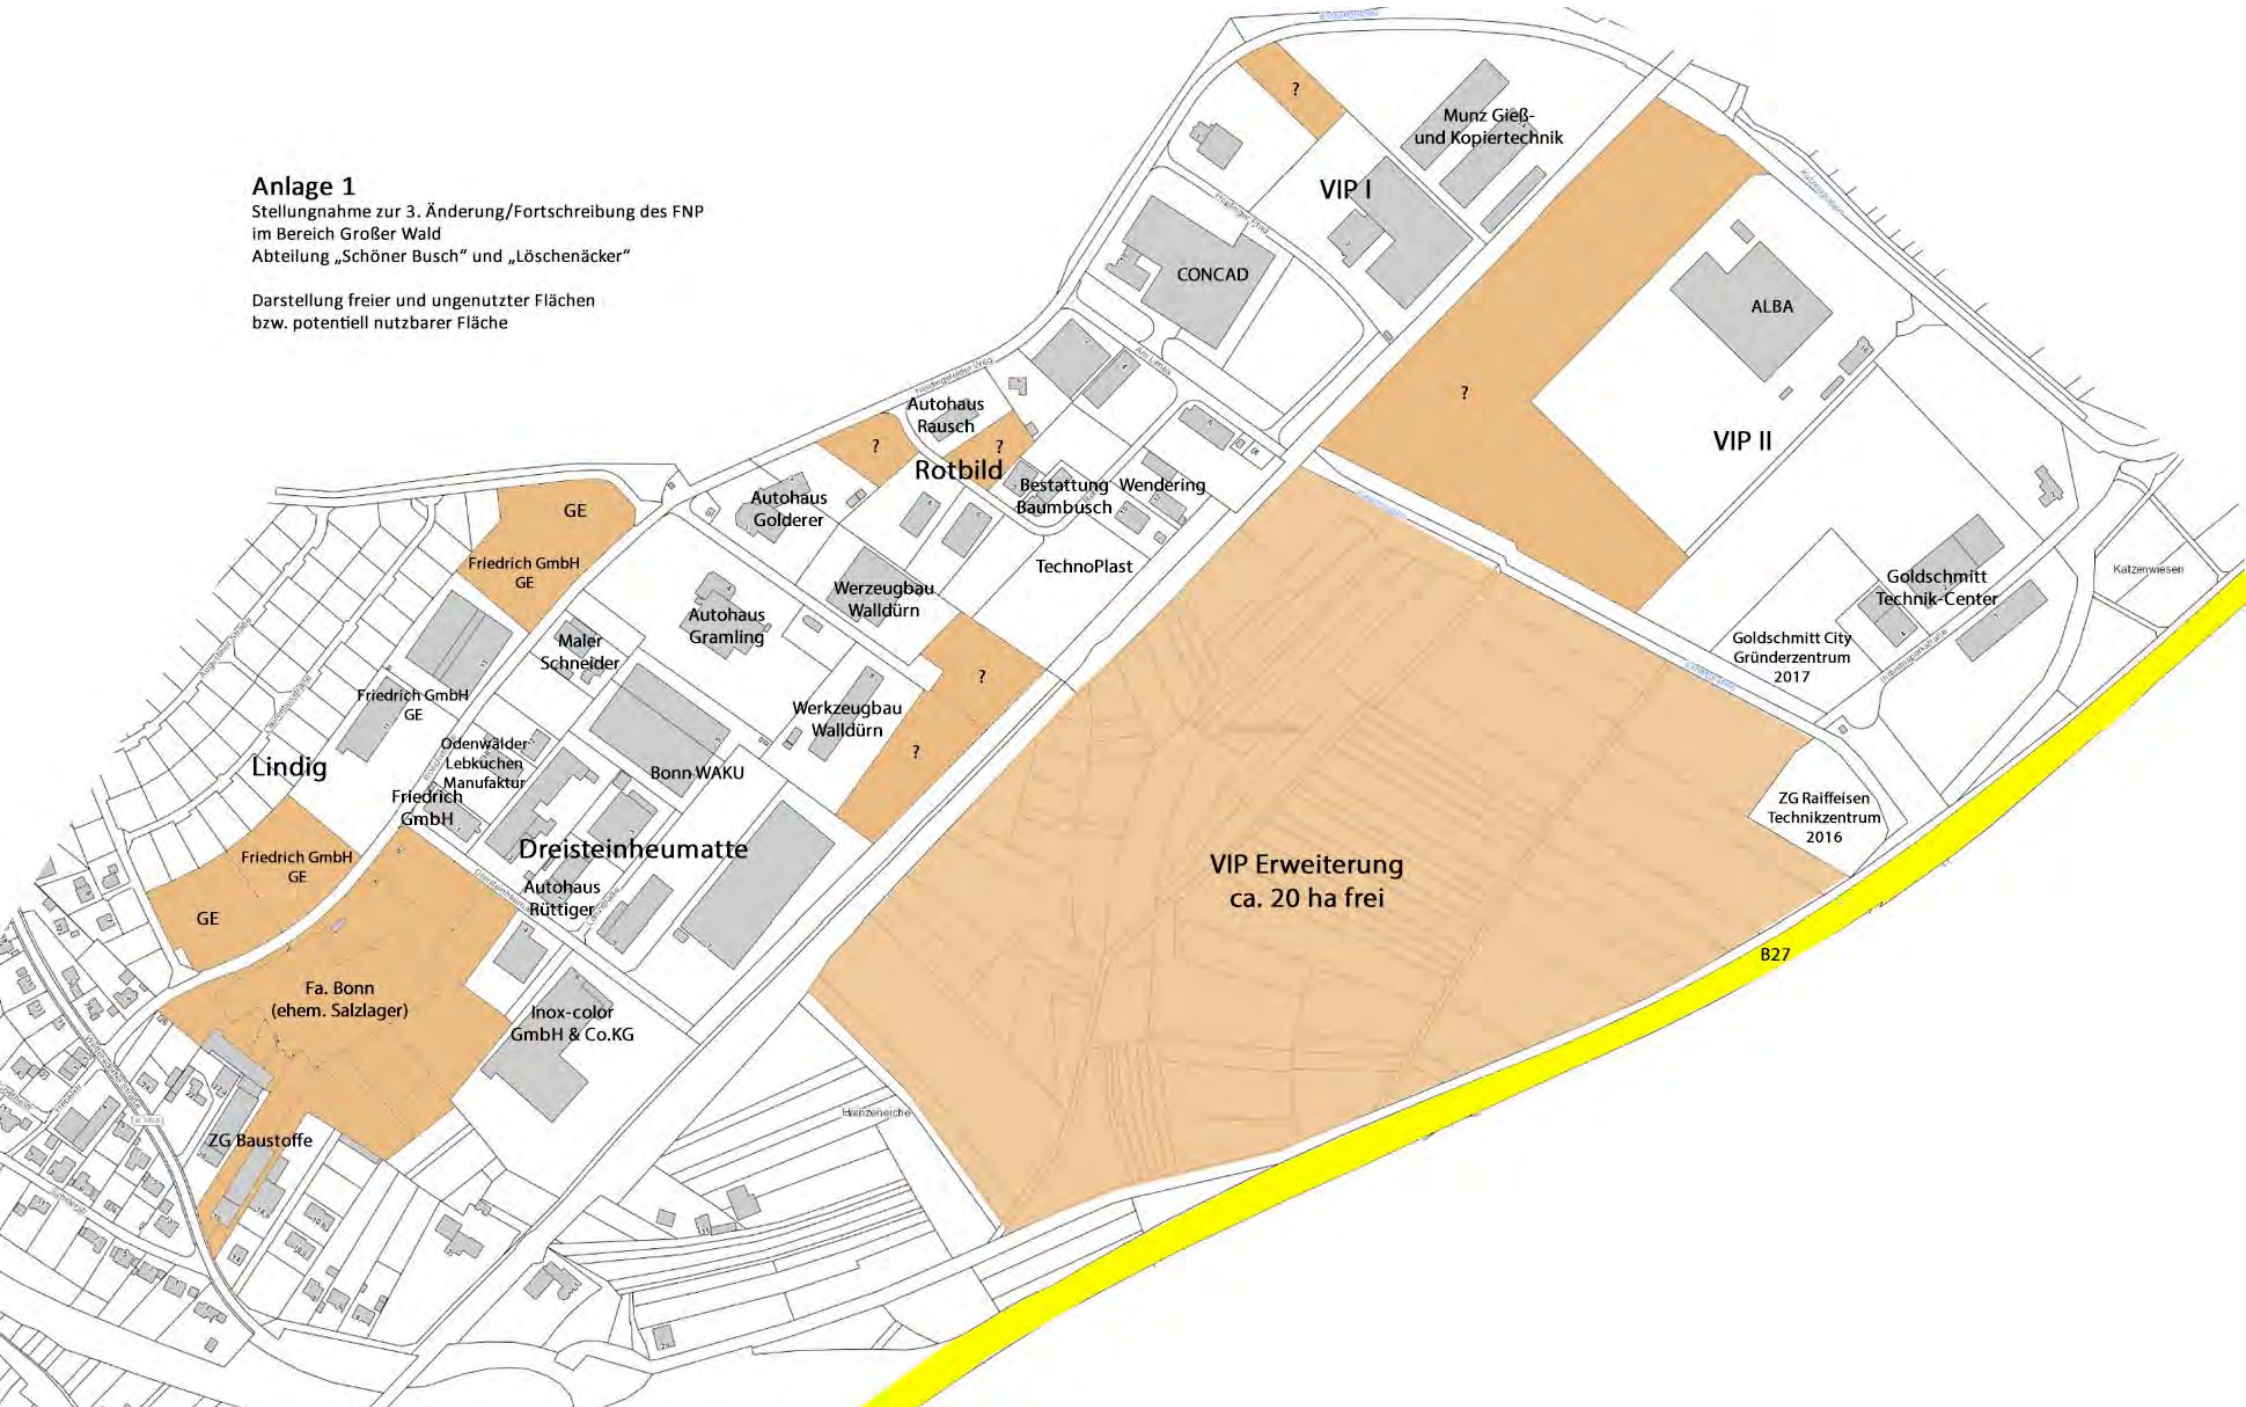 Anlage 1
Stellungnahme zur 3. Änderung/Fortschreibung des FNP
im Bereich Großer Wald
Abteilung „Schöner Busch“ und „Löschenäcker“
Darstellung freier und ungenutzter Flächen
bzw. potentiell nutzbarer Fläche
?
Munz Gieß-
und Kopiertechnik
VIP I
CONCAD
ALBA
?
VIP II
Am Limes
Autohaus
Rausch
?
?
Rotbild
Bestattung
Baumbusch
Wendering
Autohaus
Golderer
TechnoPlast
Werzeugbau
Walldürn
GE
Friedrich GmbH
GE
Autohaus
Gramling
Maler
Schneider
?
Werkzeugbau
Walldürn
?
Friedrich GmbH
GE
Odenwälder
Lebkuchen
Manufaktur
Bonn WAKU
Lindig
Friedrich
GmbH
Dreisteinheumatte
Friedrich GmbH
GE
GE
Autohaus
Rüttiger
Fa. Bonn
(ehem. Salzlager)
Inox-color
GmbH & Co.KG
ZG Baustoffe
Hainzeneiche
VIP Erweiterung
ca. 20 ha frei
Katzenwiesen
Goldschmitt
Technik-Center
Goldschmitt City
Gründerzentrum
2017
Industrieparkstraße
ZG Raiffeisen
Technikzentrum
2016
B27